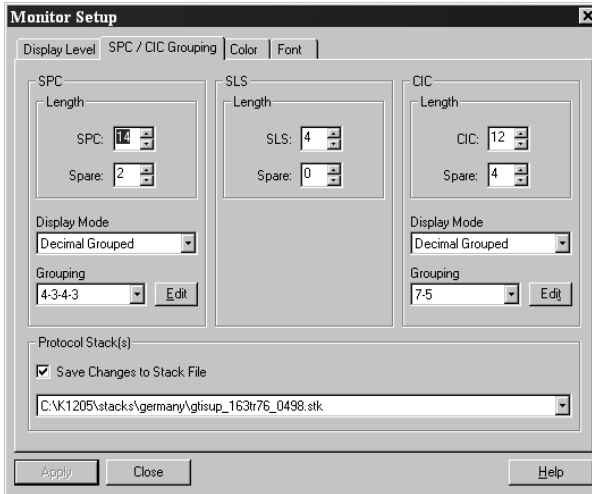 Monitor Setup
Display Level SPC / CIC Grouping Color Font
SPC SLS CIC
Length Length Length
SPC: 14 SLS: 4 CIC: 12
Spare: 2 Spare: 0 Spare: 4
Display Mode Display Mode
Decimal Grouped Decimal Grouped
Grouping Grouping
4-3-4-3 Edit 7-5 Edit
Protocol Stack(s)
Save Changes to Stack File
C:\K1205\stacks\germany\gtisup_163tr76_0498.stk
Apply Close Help